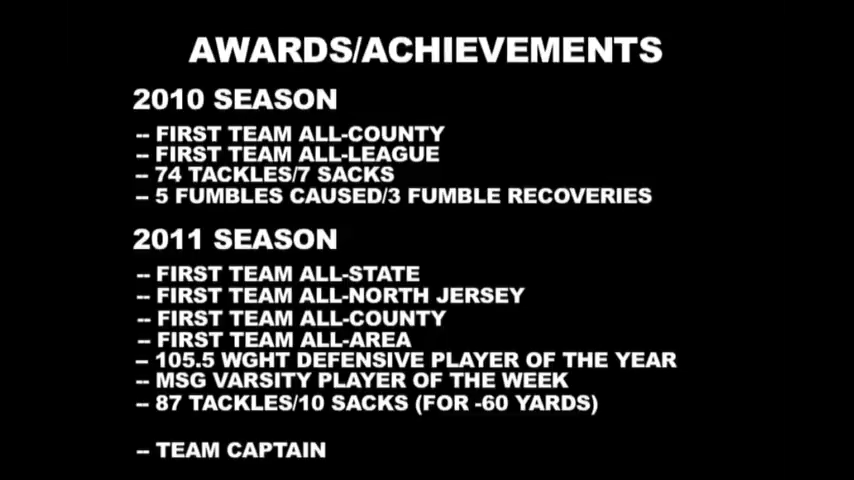 AWARDS/ACHIEVEMENTS
2010 SEASON
-- FIRST TEAM ALL-COUNTY
-- FIRST TEAM ALL-LEAGUE
-- 74 TACKLES/7 SACKS
-- 5 FUMBLES CAUSED/3 FUMBLE RECOVERIES
2011 SEASON
-- FIRST TEAM ALL-STATE
-- FIRST TEAM ALL-NORTH JERSEY
-- FIRST TEAM ALL-COUNTY
-- FIRST TEAM ALL-AREA
-- 105.5 WGHT DEFENSIVE PLAYER OF THE YEAR
-- MSG VARSITY PLAYER OF THE WEEK
-- 87 TACKLES/10 SACKS (FOR -60 YARDS)
-- TEAM CAPTAIN